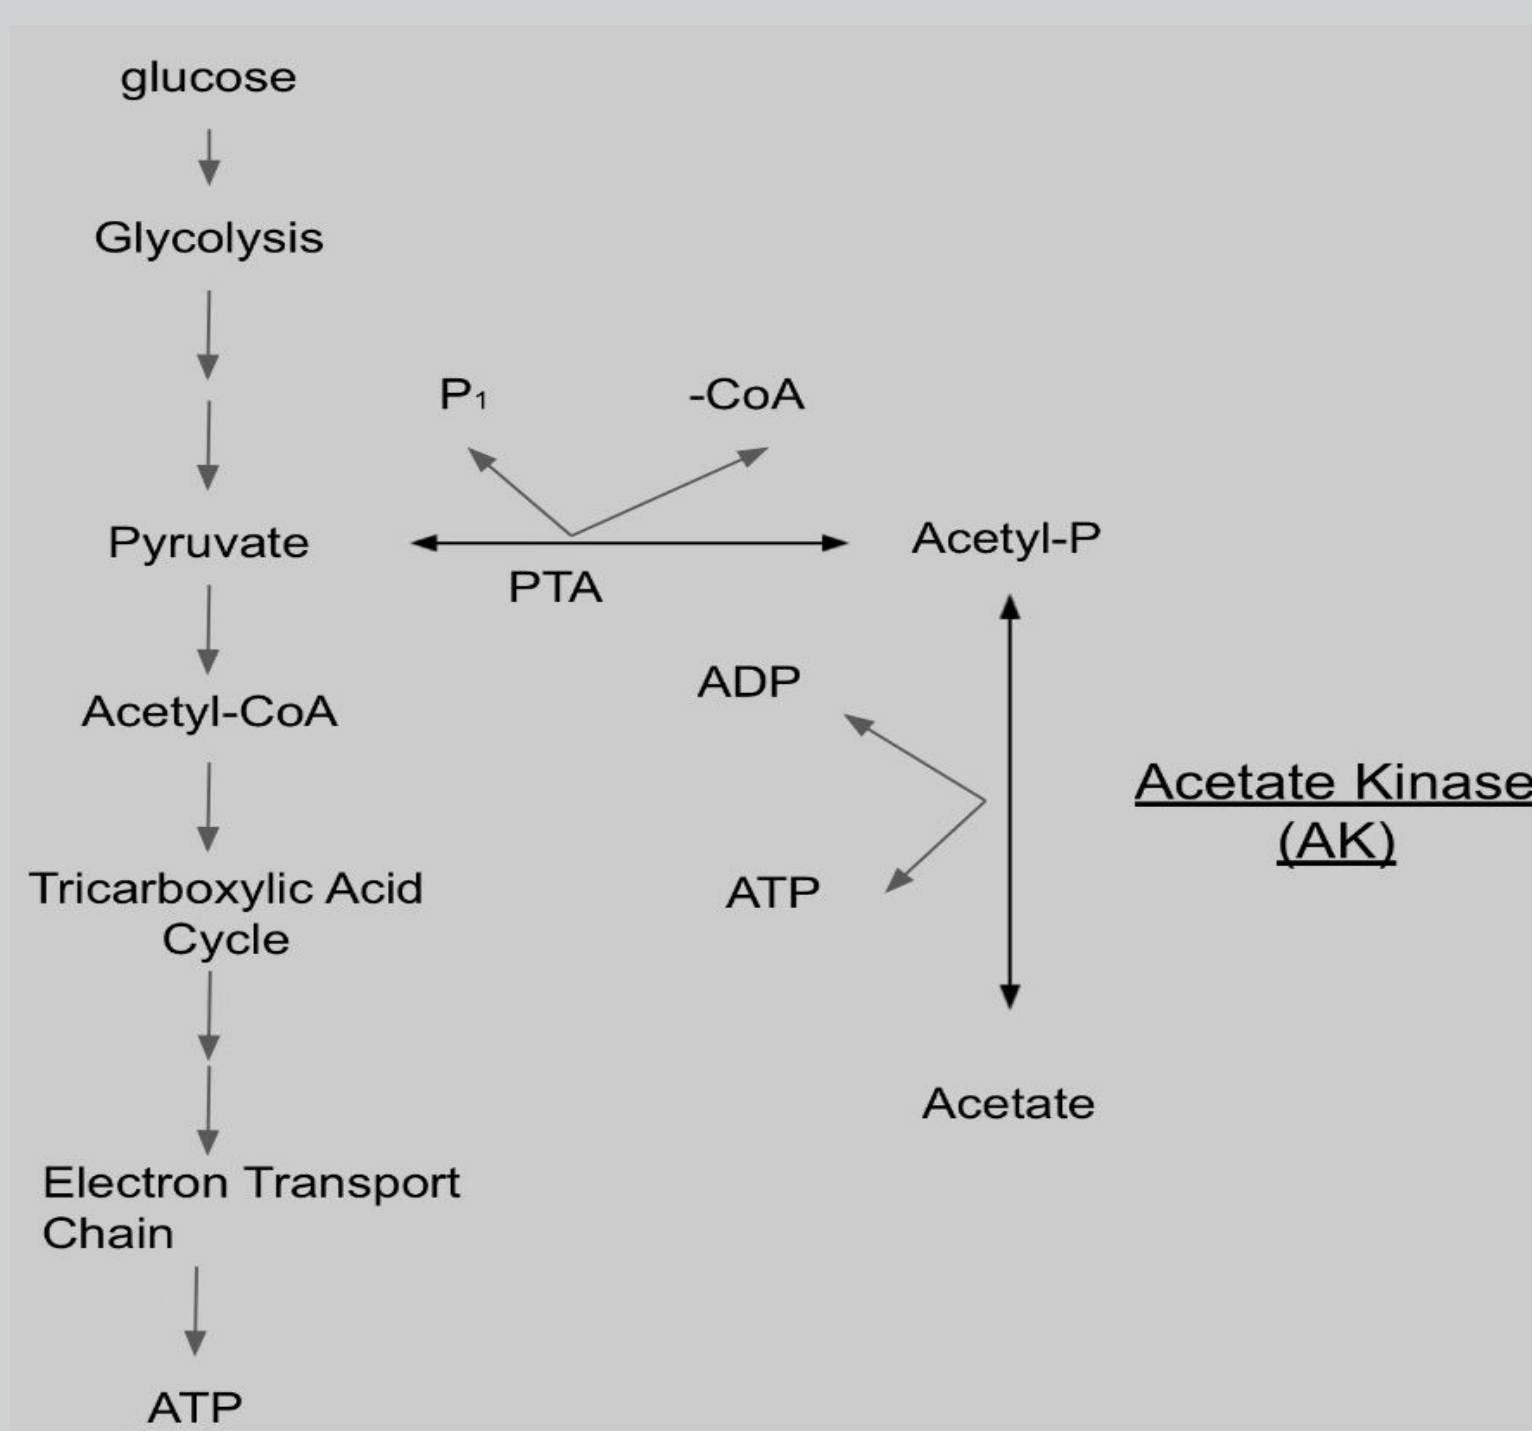 glucose
Glycolysis
P₁
-CoA
Pyruvate
Acetyl-P
PTA
ADP
Acetyl-CoA
Acetate Kinase
(AK)
Tricarboxylic Acid
Cycle
ATP
Acetate
Electron Transport
Chain
ATP